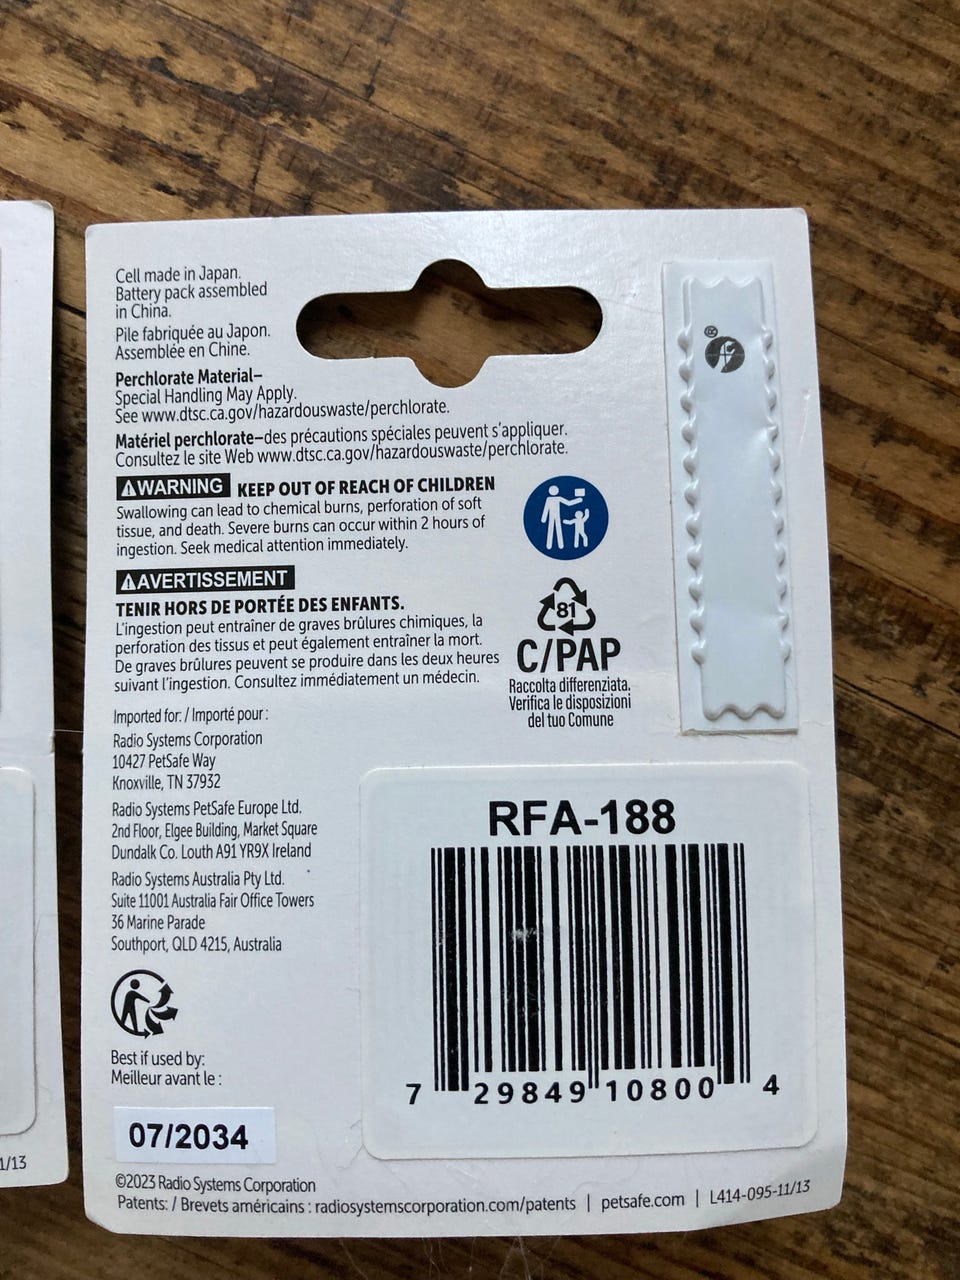 Cell made in Japan.
Battery pack assembled
in China.
Pile fabriquée au Japon.
Assemblée en Chine.
Perchlorate Material–
Special Handling May Apply.
See www.dtsc.ca.gov/hazardouswaste/perchlorate.
Matériel perchlorate–des précautions spéciales peuvent s'appliquer.
Consultez le site Web www.dtsc.ca.gov/hazardouswaste/perchlorate.
WARNING KEEP OUT OF REACH OF CHILDREN
Swallowing can lead to chemical burns, perforation of soft
tissue, and death. Severe burns can occur within 2 hours of
ingestion. Seek medical attention immediately.
AVERTISSEMENT
TENIR HORS DE PORTÉE DES ENFANTS.
L'ingestion peut entraîner de graves brûlures chimiques, la
perforation des tissus et peut également entraîner la mort.
De graves brûlures peuvent se produire dans les deux heures
suivant l'ingestion. Consultez immédiatement un médecin.
81
C/PAP
Raccolta differenziata.
Verifica le disposizioni
del tuo Comune
Imported for: / Importé pour :
Radio Systems Corporation
10427 PetSafe Way
Knoxville, TN 37932
Radio Systems PetSafe Europe Ltd.
2nd Floor, Elgee Building, Market Square
Dundalk Co. Louth A91 YR9X Ireland
Radio Systems Australia Pty Ltd.
Suite 11001 Australia Fair Office Towers
36 Marine Parade
Southport, QLD 4215, Australia
Best if used by:
Meilleur avant le :
07/2034
RFA-188
7 29849 10800 4
©2023 Radio Systems Corporation
Patents: / Brevets américains : radiosystemscorporation.com/patents | petsafe.com | L414-095-11/13
1/13
®